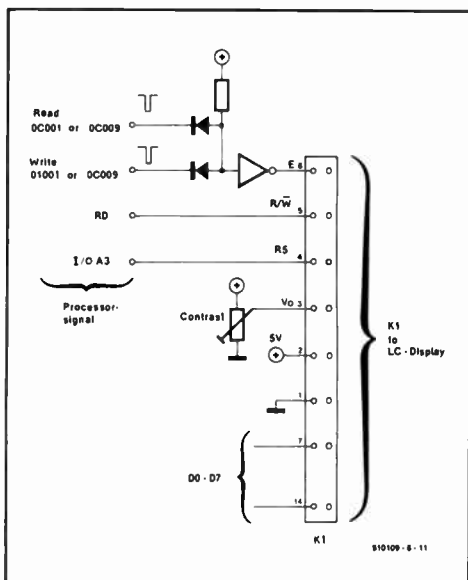 Read
0C001 or 0C009
Write
01001 or 0C009
RD
I/O A3
Processor-
signal
E 6
R/W̅ 5
RS
4
Contrast
Vo 3
5V
2
1
7
D0 - D7
14
K1
K1
to
LC-Display
910109 - 8 - 11